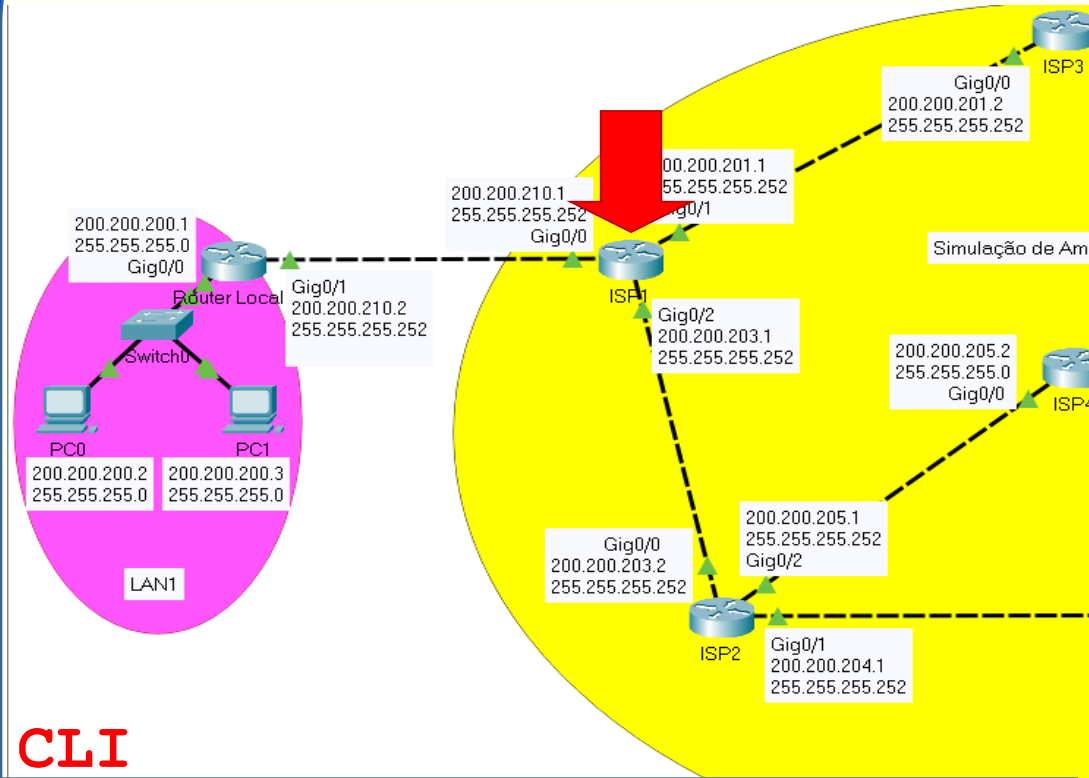 ISP3
Gig0/0
200.200.201.2
255.255.255.252
00.200.201.1
55.255.255.252
g0/1
200.200.210.1
255.255.255.252
Gig0/0
200.200.200.1
255.255.255.0
Gig0/0
Simulação de Am
Router Local
Gig0/1
200.200.210.2
255.255.255.252
ISP1
Gig0/2
200.200.203.1
255.255.255.252
Switch0
200.200.205.2
255.255.255.0
Gig0/0
ISP4
PC0
PC1
200.200.200.2
255.255.255.0
200.200.200.3
255.255.255.0
200.200.205.1
255.255.255.252
Gig0/2
Gig0/0
200.200.203.2
255.255.255.252
LAN1
ISP2
Gig0/1
200.200.204.1
255.255.255.252
CLI